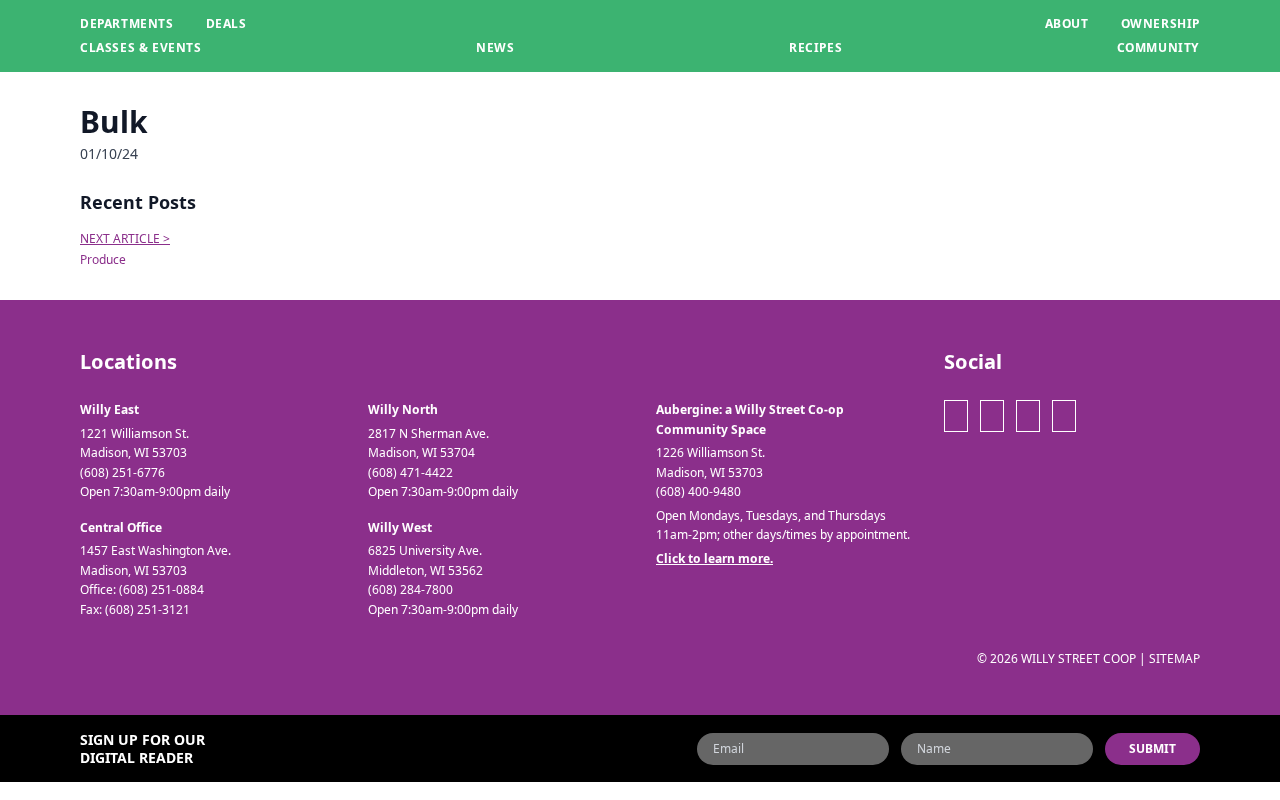 DEPARTMENTS DEALS ABOUT OWNERSHIP
CLASSES & EVENTS NEWS RECIPES COMMUNITY
Bulk
01/10/24
Recent Posts
NEXT ARTICLE >
Produce
Locations
Willy East
1221 Williamson St.
Madison, WI 53703
(608) 251-6776
Open 7:30am-9:00pm daily
Central Office
1457 East Washington Ave.
Madison, WI 53703
Office: (608) 251-0884
Fax: (608) 251-3121
Willy North
2817 N Sherman Ave.
Madison, WI 53704
(608) 471-4422
Open 7:30am-9:00pm daily
Willy West
6825 University Ave.
Middleton, WI 53562
(608) 284-7800
Open 7:30am-9:00pm daily
Aubergine: a Willy Street Co-op
Community Space
1226 Williamson St.
Madison, WI 53703
(608) 400-9480
Open Mondays, Tuesdays, and Thursdays
11am-2pm; other days/times by appointment.
Click to learn more.
Social
© 2026 WILLY STREET COOP | SITEMAP
SIGN UP FOR OUR
DIGITAL READER
Email Name SUBMIT